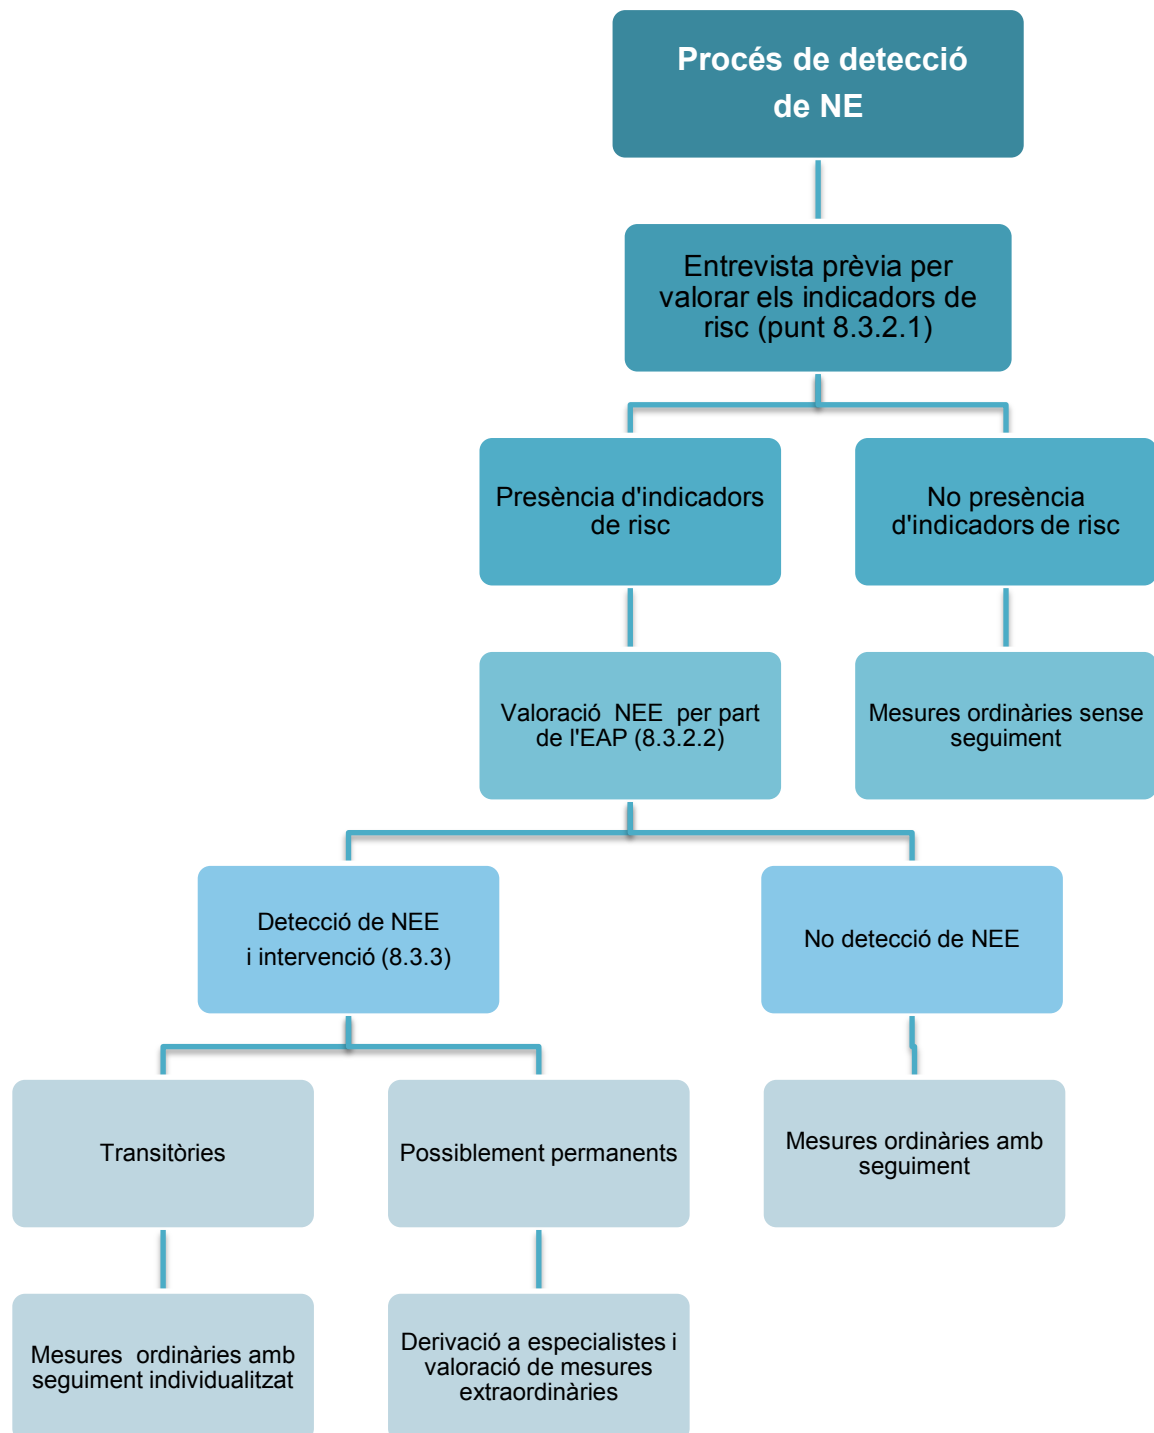 Procés de detecció
de NE
Entrevista prèvia per
valorar els indicadors de
risc (punt 8.3.2.1)
Presència d'indicadors
de risc
No presència
d'indicadors de risc
Valoració NEE per part
de l'EAP (8.3.2.2)
Mesures ordinàries sense
seguiment
Detecció de NEE
i intervenció (8.3.3)
No detecció de NEE
Transitòries
Possiblement permanents
Mesures ordinàries amb
seguiment
Mesures ordinàries amb
seguiment individualitzat
Derivació a especialistes i
valoració de mesures
extraordinàries